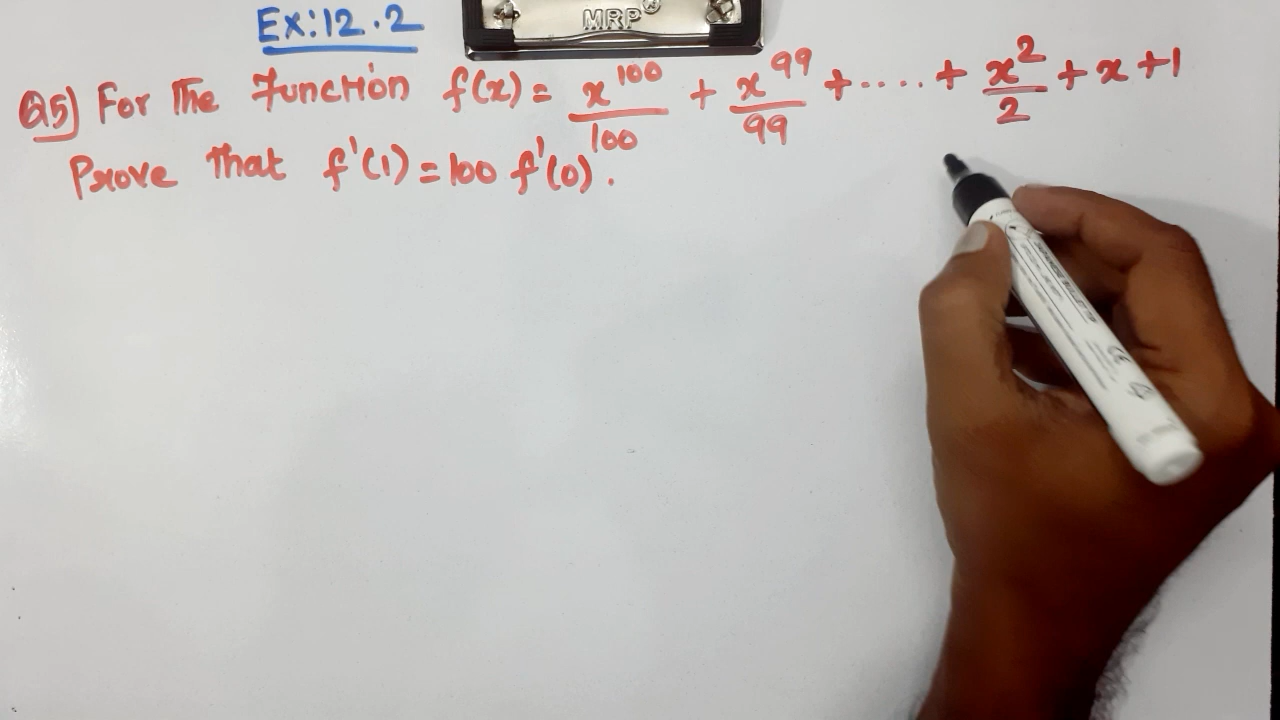 Ex:12.2
MRP
Q5) For The Function f(x) = x^100/100 + x^99/99 + ..... + x^2/2 + x + 1
Prove That f'(1) = 100 f'(0).